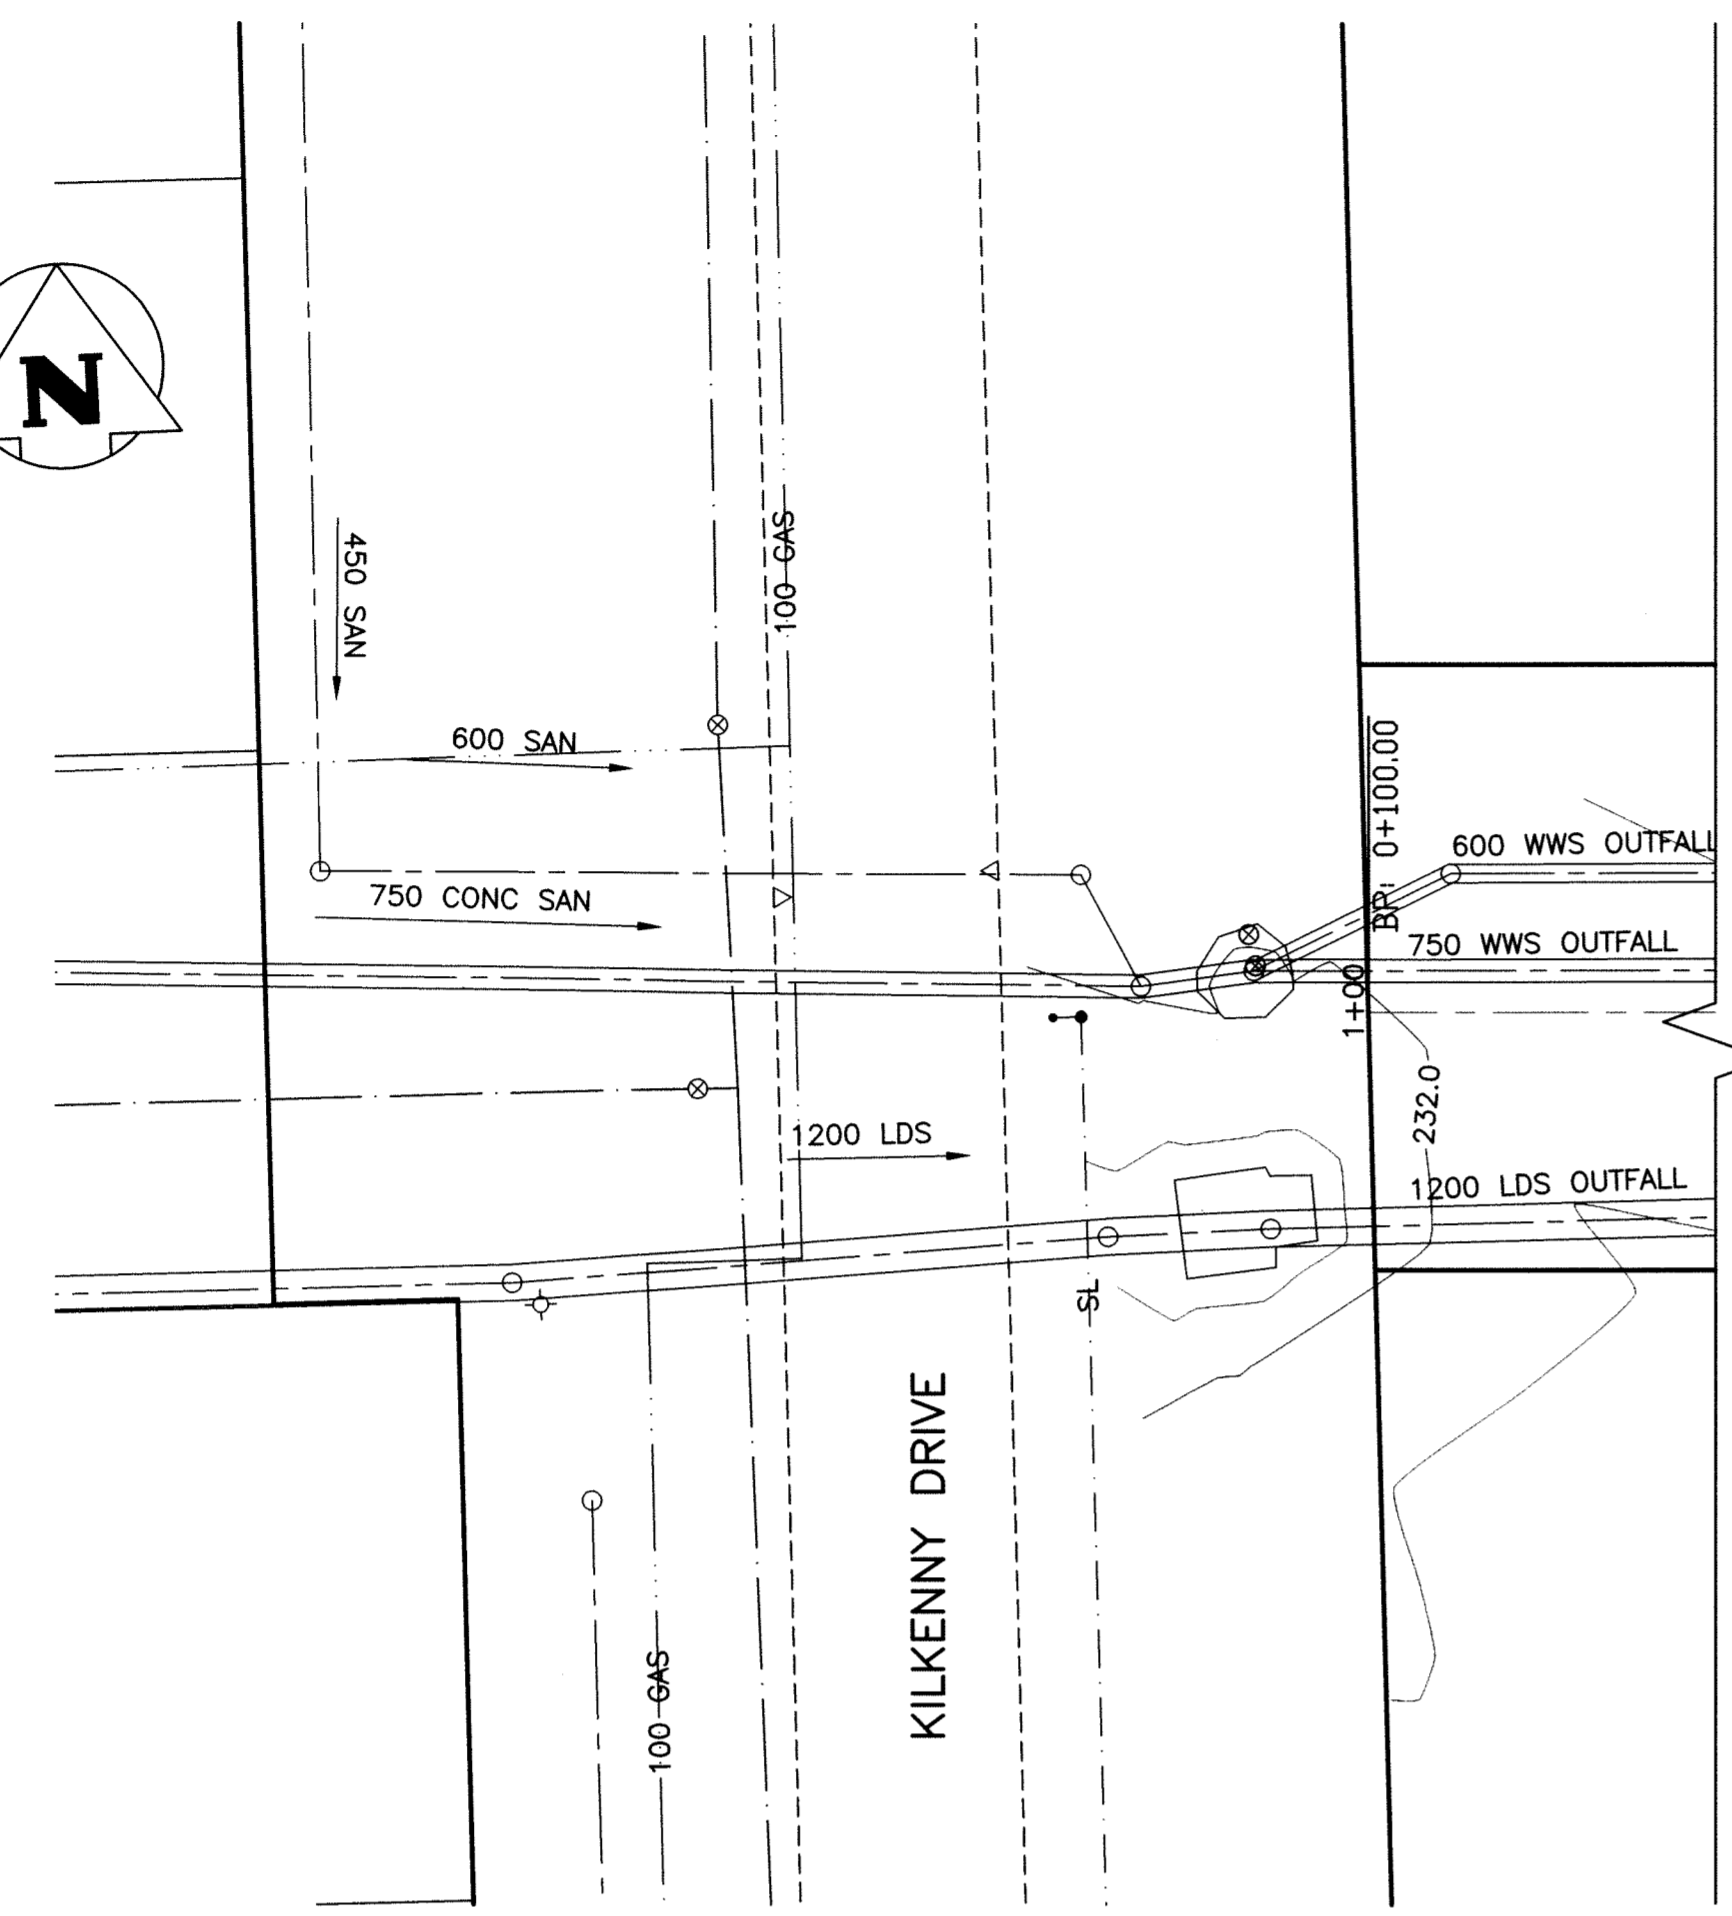 N
450 SAN
100 GAS
600 SAN
0+100.00
BP:
600 WWS OUTFALL
750 CONC SAN
750 WWS OUTFALL
1+00
232.0
1200 LDS
1200 LDS OUTFALL
SL
KILKENNY DRIVE
100 GAS